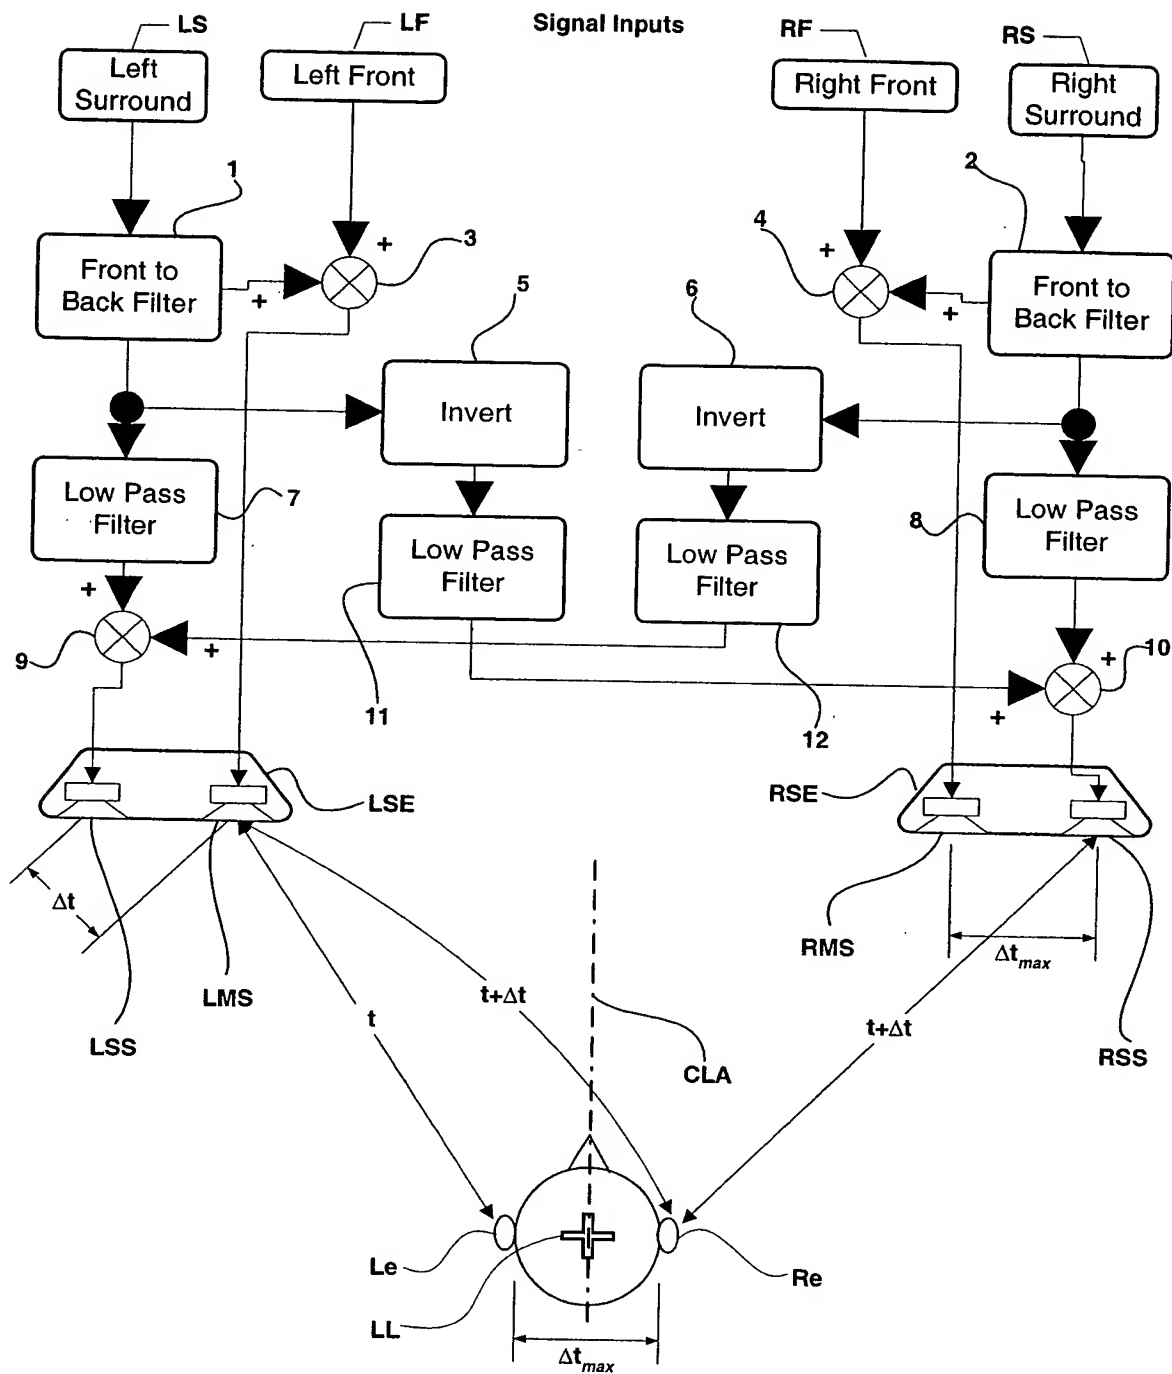 LS
LF
Signal Inputs
RF
RS
Left
Surround
Left Front
Right Front
Right
Surround
1
2
+
3
4
+
Front to
Back Filter
+
5
6
+
Front to
Back Filter
Invert
Invert
Low Pass
Filter
7
Low Pass
Filter
Low Pass
Filter
8
Low Pass
Filter
+
9
+
11
12
+
+
10
LSE
RSE
Δt
LMS
LSS
RMS
Δtmax
RSS
t
t+Δt
t+Δt
CLA
Le
Re
LL
Δtmax